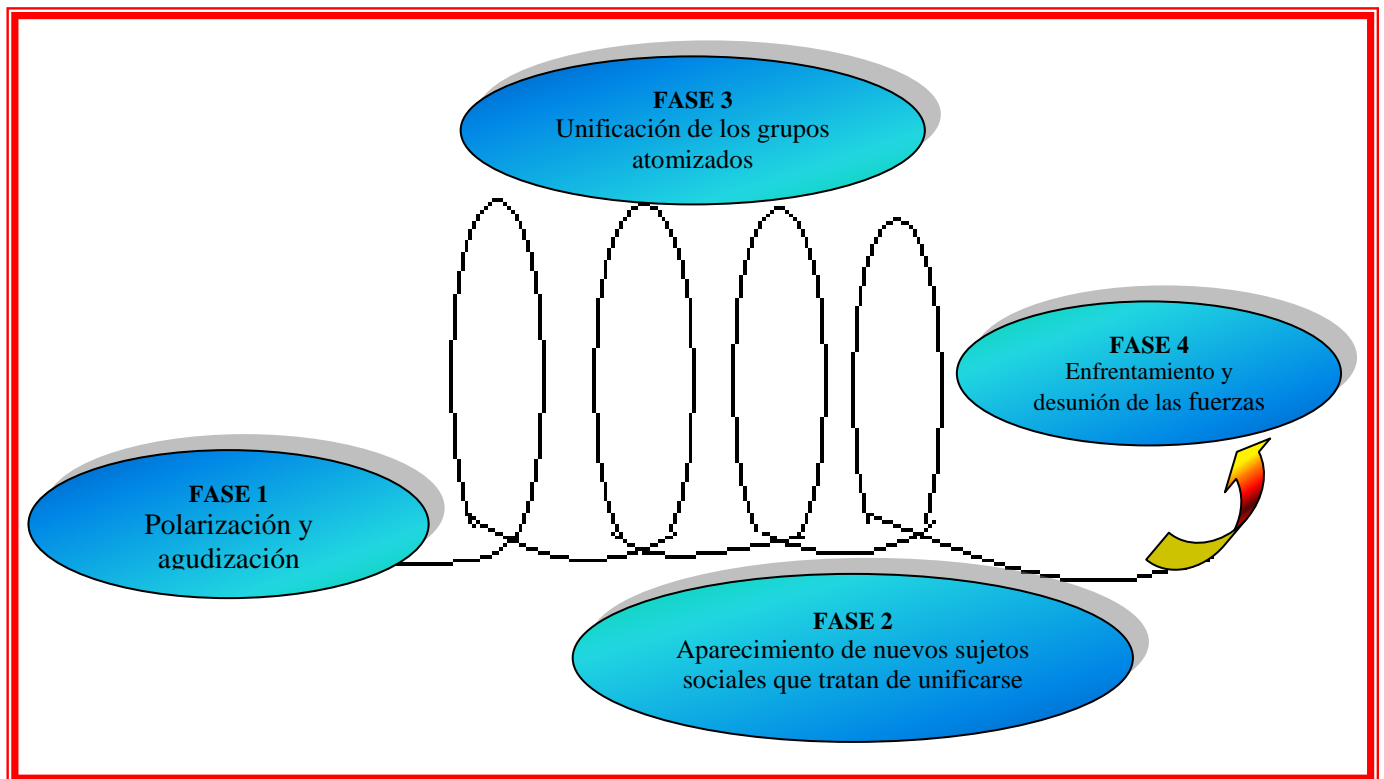 FASE 3
Unificación de los grupos
atomizados
FASE 4
Enfrentamiento y
desunión de las fuerzas
FASE 1
Polarización y
agudización
FASE 2
Aparecimiento de nuevos sujetos
sociales que tratan de unificarse